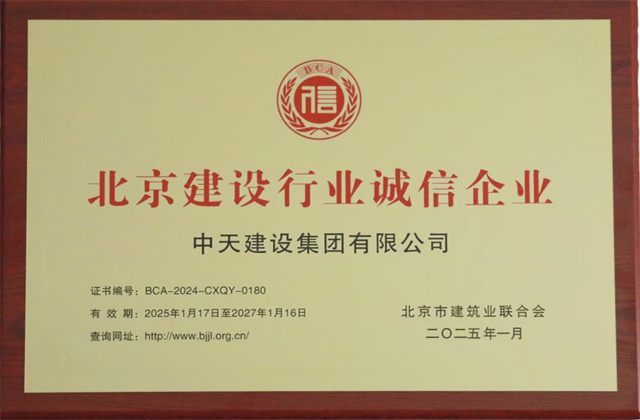 BCA
信
北京建设行业诚信企业
中天建设集团有限公司
证书编号：BCA-2024-CXQY-0180
有 效 期：2025年1月17日至2027年1月16日
查询网址：http://www.bjjl.org.cn/
北京市建筑业联合会
二〇二五年一月